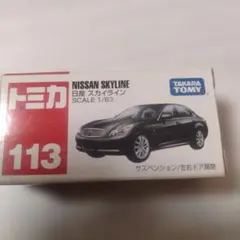 トミカ
113
NISSAN SKYLINE
日産 スカイライン
SCALE 1/63
TAKARA
TOMY
サスペンション/左右ドア開閉